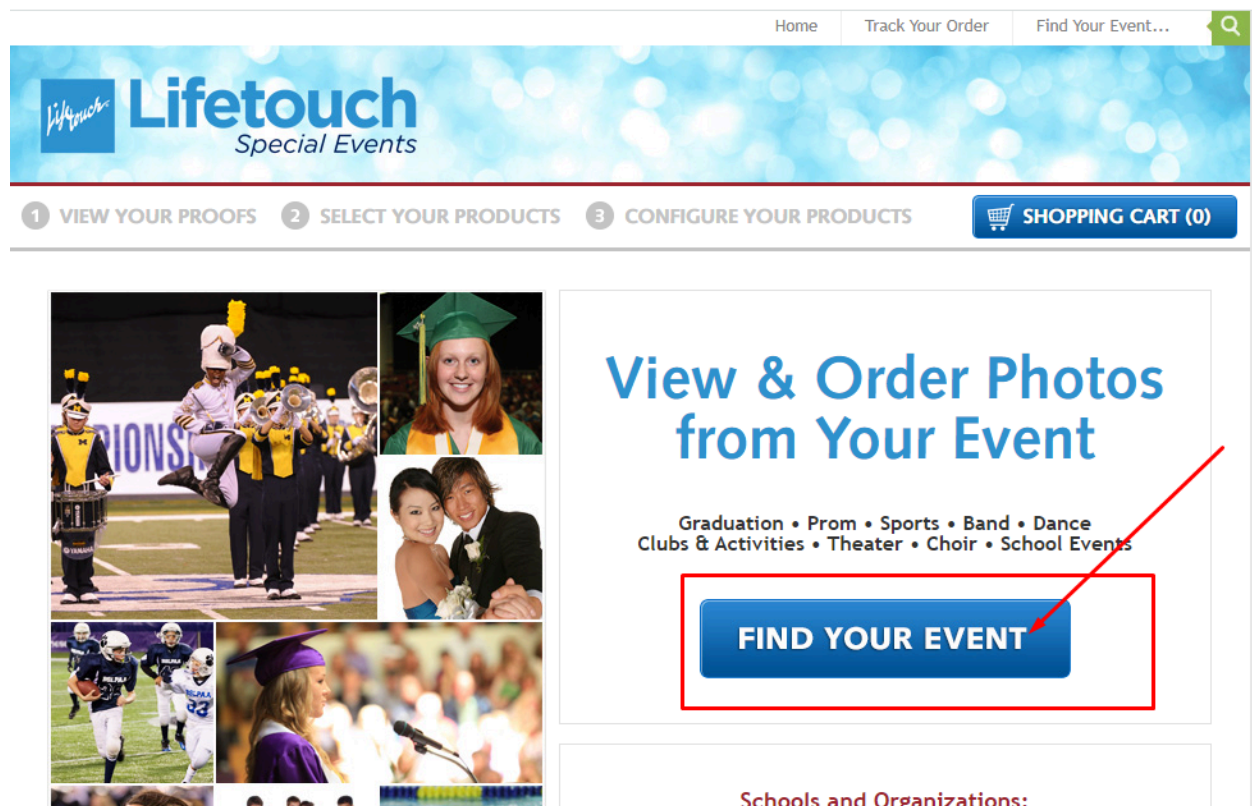 Home
Track Your Order
Find Your Event...
Lifetouch
Lifetouch
Special Events
1 VIEW YOUR PROOFS
2 SELECT YOUR PRODUCTS
3 CONFIGURE YOUR PRODUCTS
SHOPPING CART (0)
View & Order Photos
from Your Event
Graduation • Prom • Sports • Band • Dance
Clubs & Activities • Theater • Choir • School Events
FIND YOUR EVENT
Schools and Organizations:
M
YAMAHA